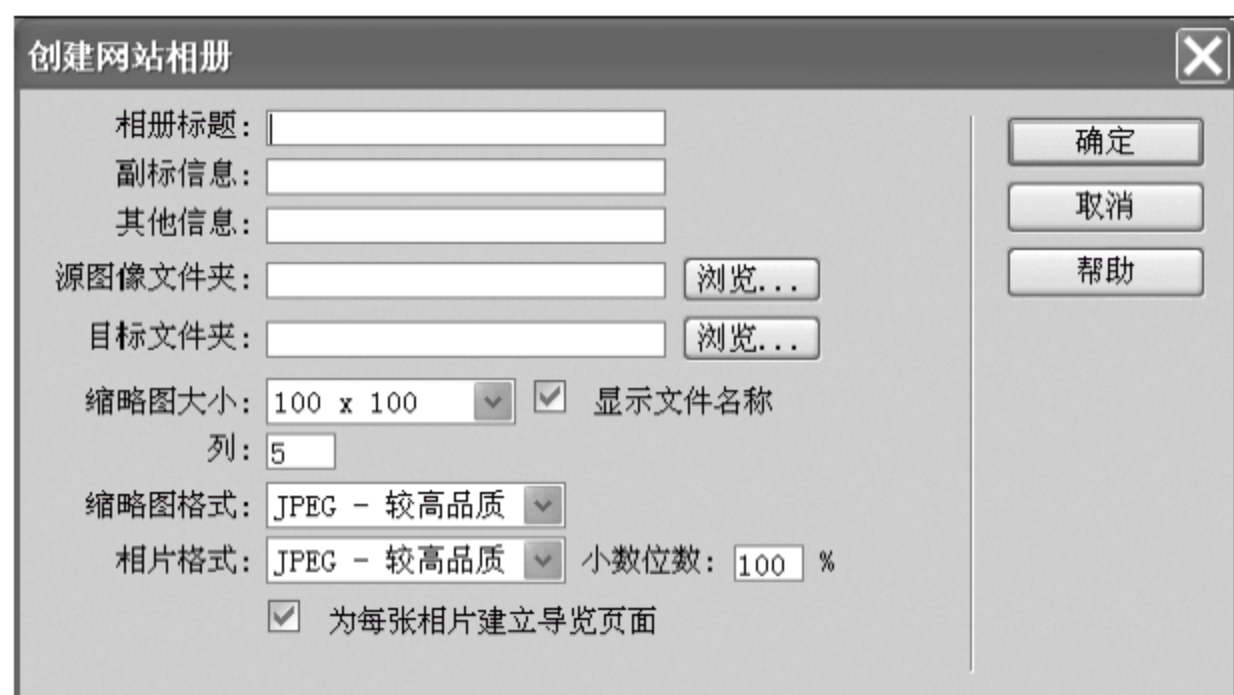 创建网站相册
相册标题:
确定
副标信息:
取消
其他信息:
源图像文件夹: 浏览...
帮助
目标文件夹: 浏览...
缩略图大小: 100 x 100 显示文件名称
列: 5
缩略图格式: JPEG - 较高品质
相片格式: JPEG - 较高品质 小数位数: 100 %
为每张相片建立导览页面